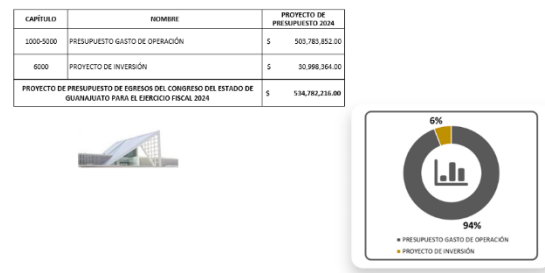 CAPÍTULO NOMBRE PROYECTO DE
PRESUPUESTO 2024
1000-5000 PRESUPUESTO GASTO DE OPERACIÓN $ 503,783,852.00
6000 PROYECTO DE INVERSIÓN $ 30,998,364.00
PROYECTO DE PRESUPUESTO DE EGRESOS DEL CONGRESO DEL ESTADO DE
GUANAJUATO PARA EL EJERCICIO FISCAL 2024 $ 534,782,216.00
6%
94%
PRESUPUESTO GASTO DE OPERACIÓN
PROYECTO DE INVERSIÓN